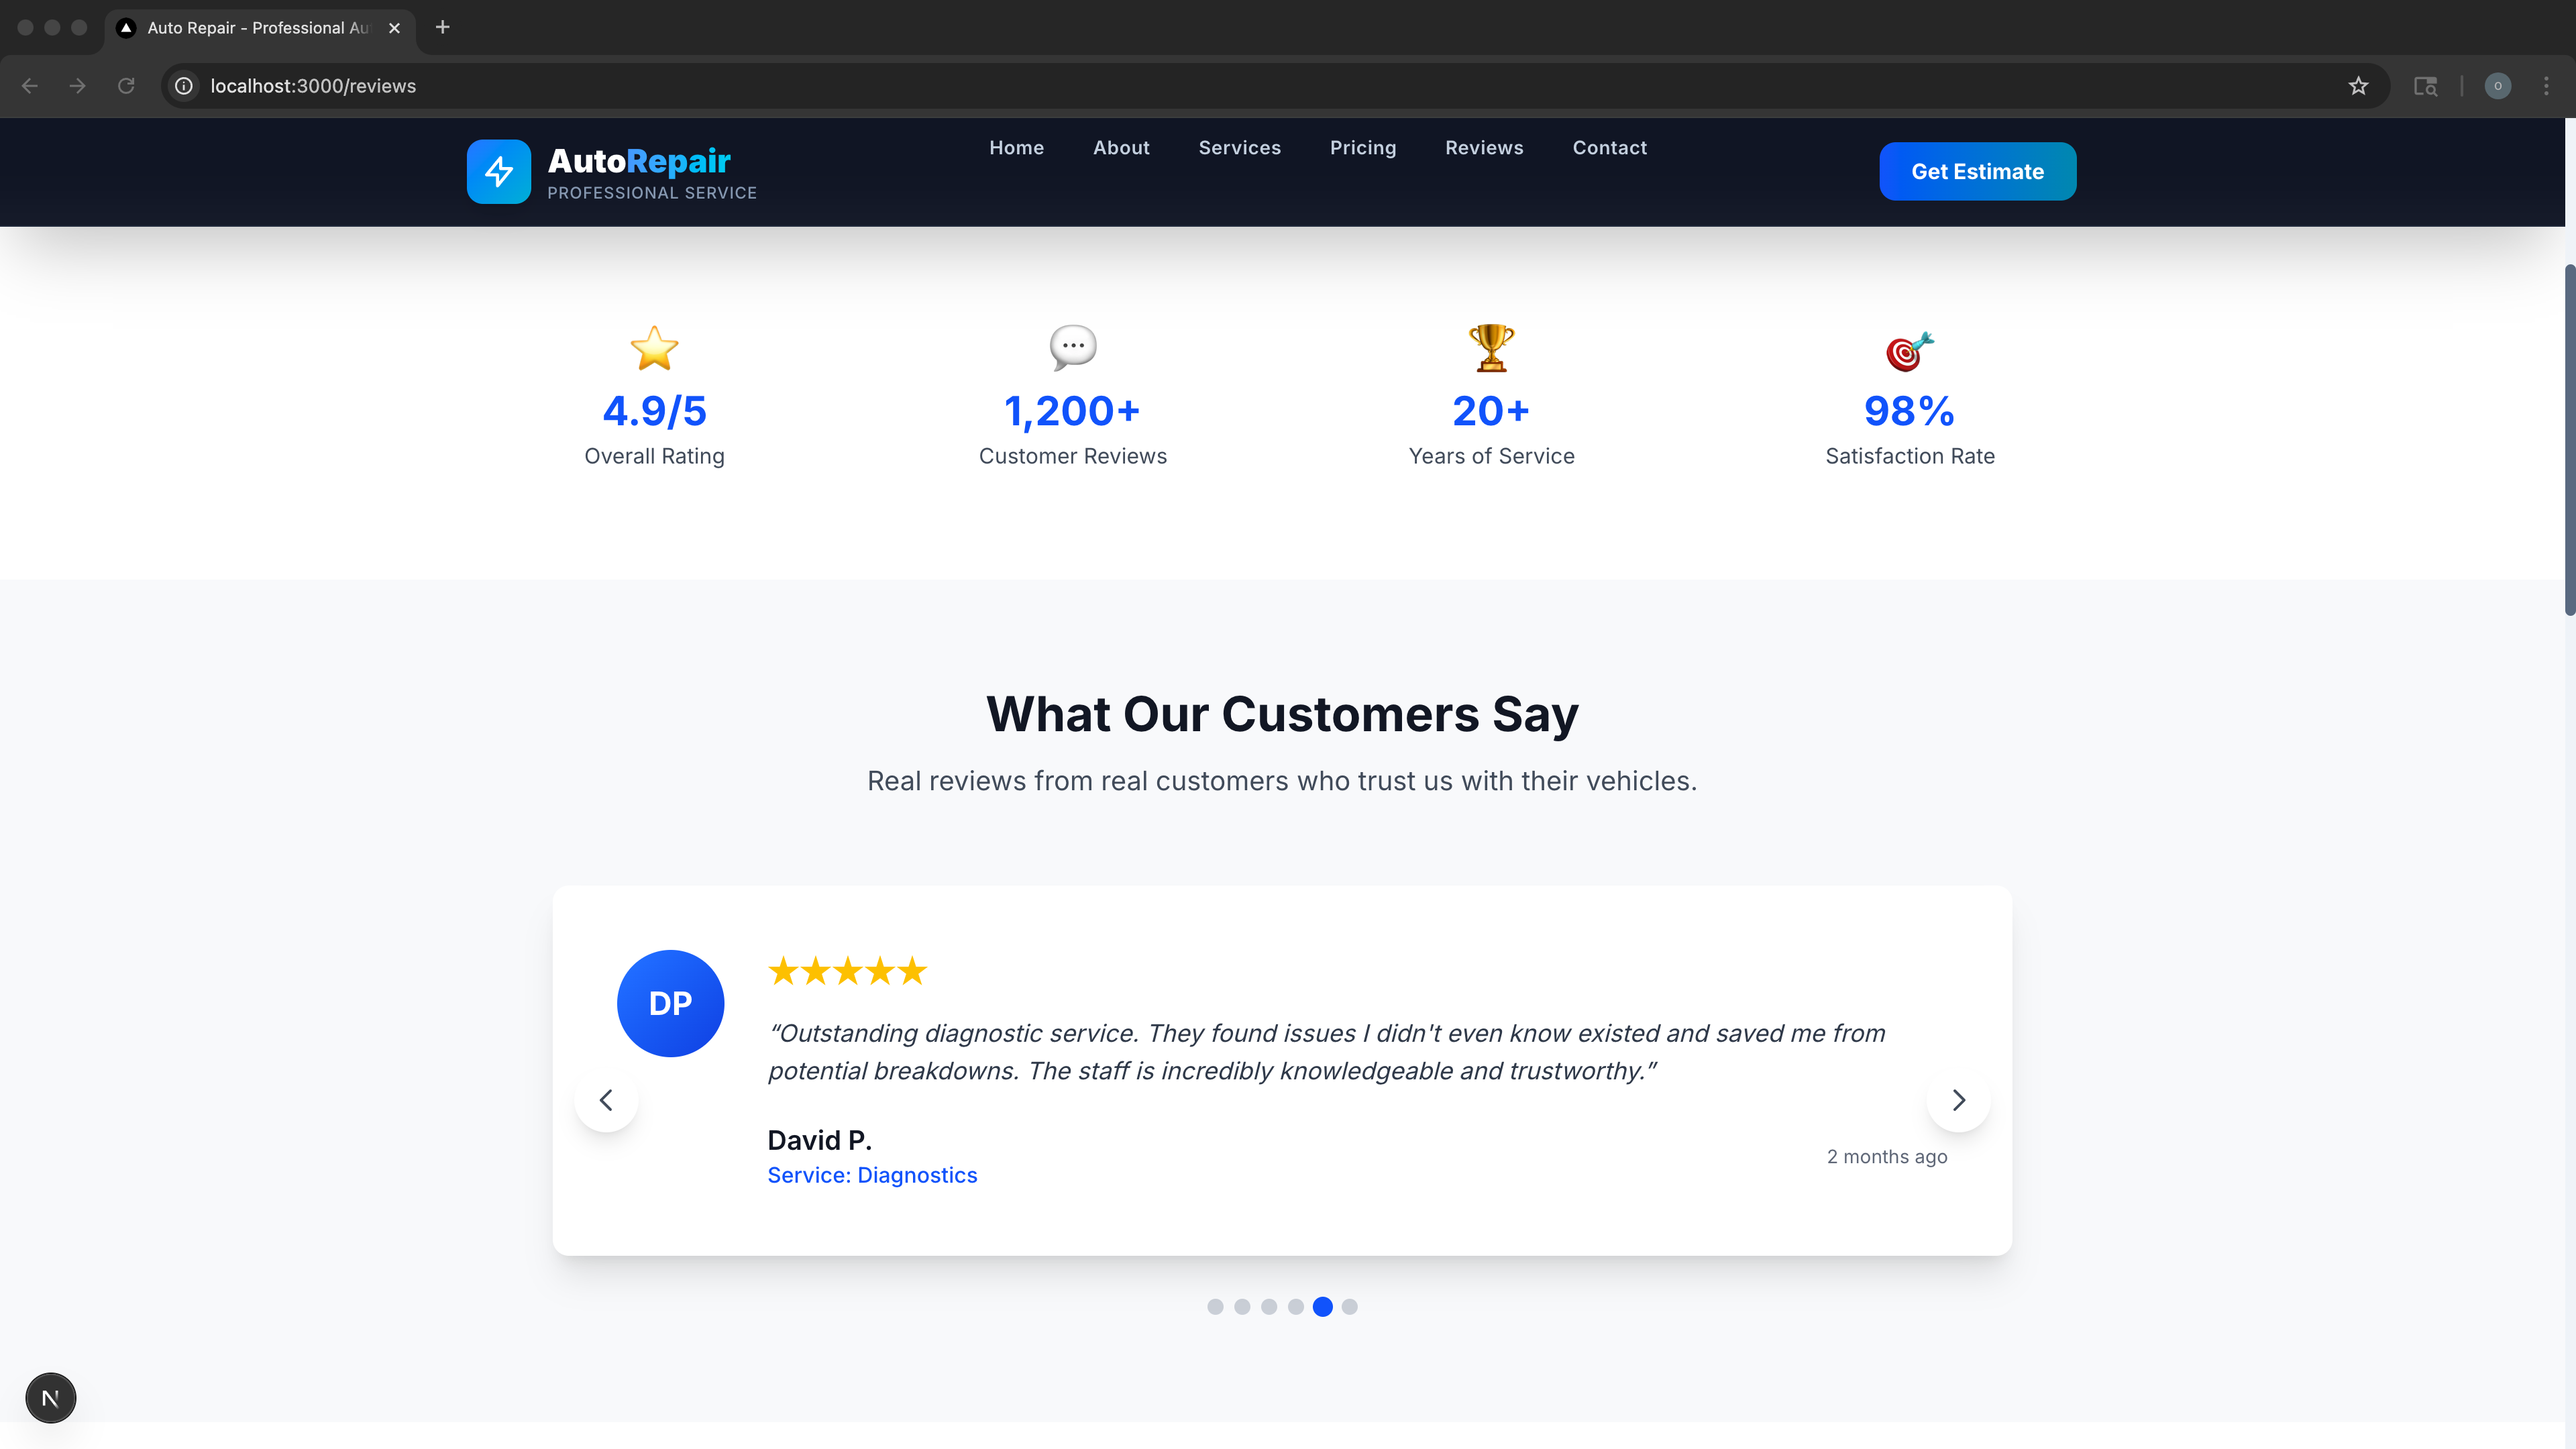 Auto Repair - Professional Au
localhost:3000/reviews
O
AutoRepair
PROFESSIONAL SERVICE
Home
About
Services
Pricing
Reviews
Contact
Get Estimate
4.9/5
Overall Rating
1,200+
Customer Reviews
20+
Years of Service
98%
Satisfaction Rate
What Our Customers Say
Real reviews from real customers who trust us with their vehicles.
DP
“Outstanding diagnostic service. They found issues I didn't even know existed and saved me from
potential breakdowns. The staff is incredibly knowledgeable and trustworthy.”
David P.
Service: Diagnostics
2 months ago
N